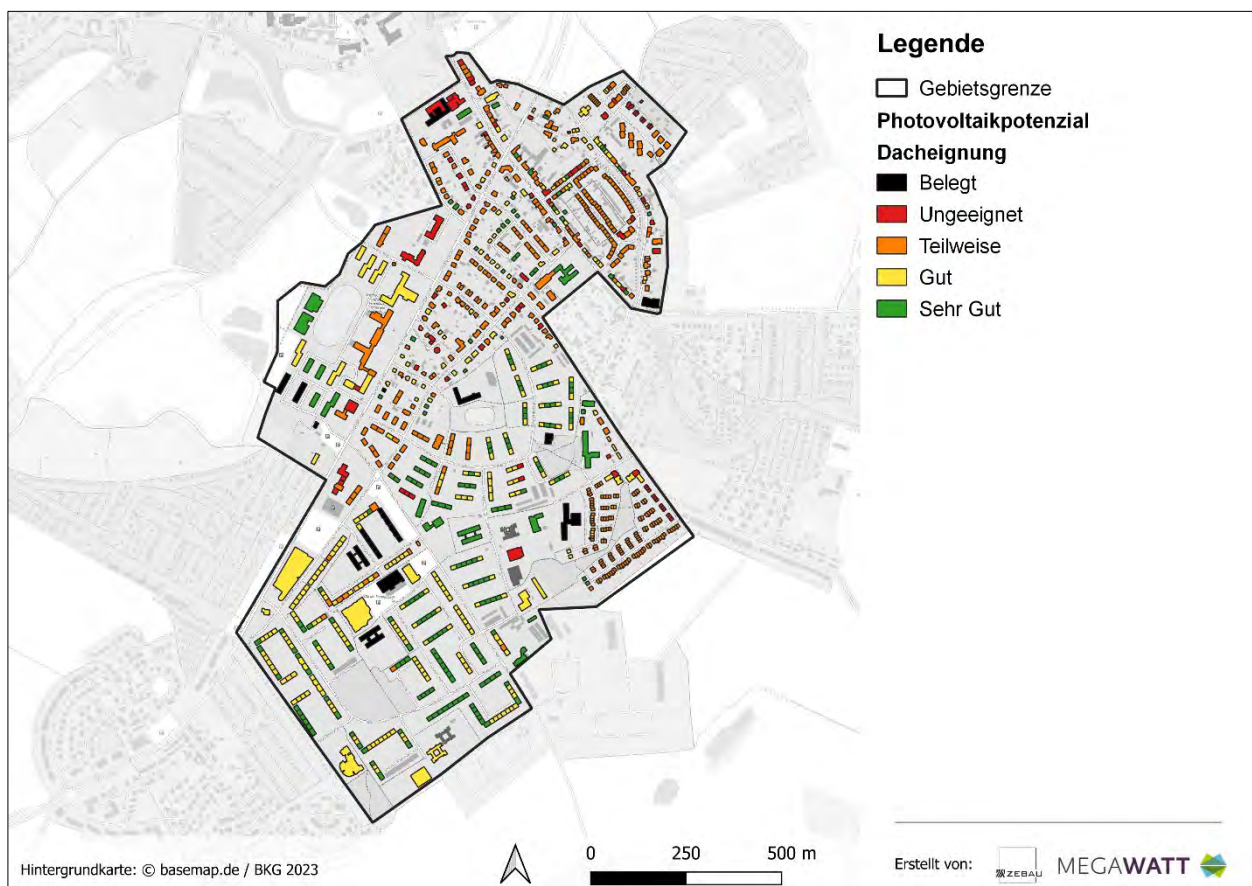 Legende
Gebietsgrenze
Photovoltaikpotenzial
Dacheignung
Belegt
Ungeeignet
Teilweise
Gut
Sehr Gut
Hintergrundkarte: © basemap.de / BKG 2023
0 250 500 m
Erstellt von: ZEBAU MEGAWATT